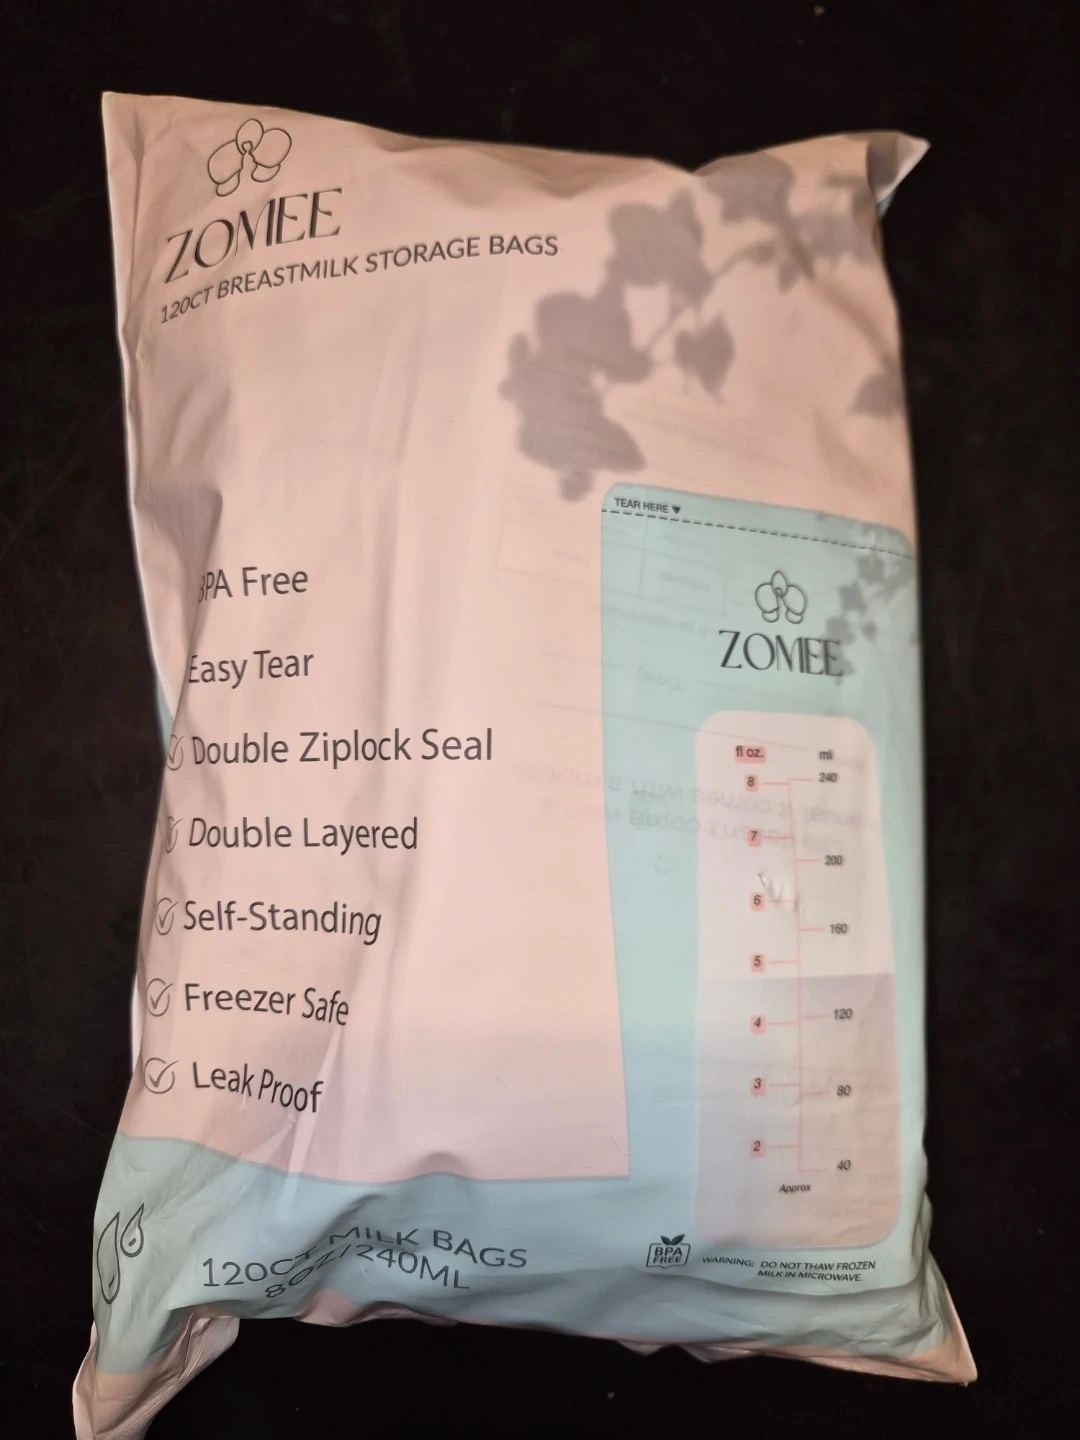 ZOMEE
120CT BREASTMILK STORAGE BAGS
BPA Free
Easy Tear
Double Ziplock Seal
Double Layered
Self-Standing
Freezer Safe
Leak Proof
120CT MILK BAGS
8OZ/240ML
TEAR HERE ▼
ZOMEE
fl oz. ml
8 240
7
200
6
160
5
4 120
3 80
2
40
Approx
BPA
FREE
WARNING: DO NOT THAW FROZEN
MILK IN MICROWAVE.